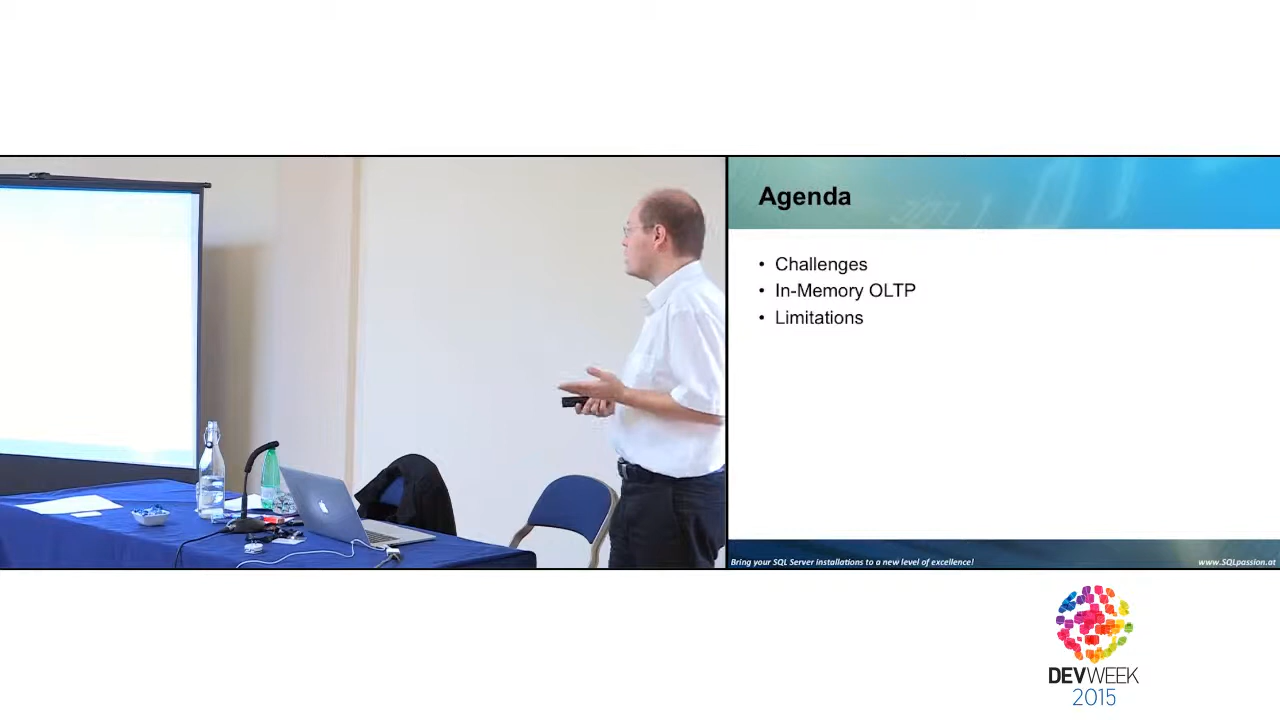 Agenda
• Challenges
• In-Memory OLTP
• Limitations
Bring your SQL Server installations to a new level of excellence!
www.SQLpassion.at
DEVWEEK
2015